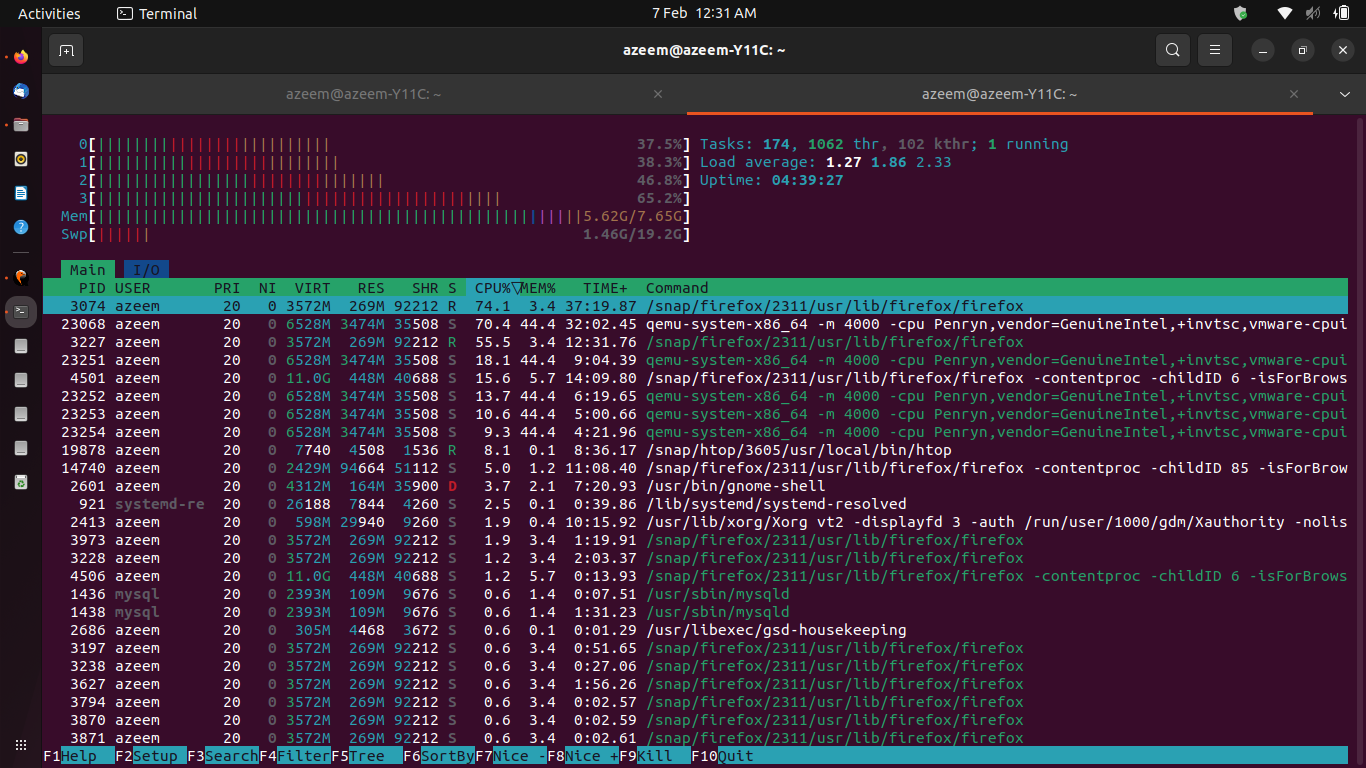 Activities Terminal 7 Feb 12:31 AM
azeem@azeem-Y11C: ~
azeem@azeem-Y11C: ~ × azeem@azeem-Y11C: ~ ×
0[||||||||||||||||||||||||||| 37.5%] Tasks: 174, 1062 thr, 102 kthr; 1 running
1[|||||||||||||||||||||||||||| 38.3%] Load average: 1.27 1.86 2.33
2[||||||||||||||||||||||||||||||||| 46.8%] Uptime: 04:39:27
3[|||||||||||||||||||||||||||||||||||||||||||||| 65.2%]
Mem[||||||||||||||||||||||||||||||||||||||||||||||||||||||5.62G/7.65G]
Swp[|||||| 1.46G/19.2G]
Main I/O
PID USER PRI NI VIRT RES SHR S CPU%▽MEM% TIME+ Command
3074 azeem 20 0 3572M 269M 92212 R 74.1 3.4 37:19.87 /snap/firefox/2311/usr/lib/firefox/firefox
23068 azeem 20 0 6528M 3474M 35508 S 70.4 44.4 32:02.45 qemu-system-x86_64 -m 4000 -cpu Penryn,vendor=GenuineIntel,+invtsc,vmware-cpui
3227 azeem 20 0 3572M 269M 92212 R 55.5 3.4 12:31.76 /snap/firefox/2311/usr/lib/firefox/firefox
23251 azeem 20 0 6528M 3474M 35508 S 18.1 44.4 9:04.39 qemu-system-x86_64 -m 4000 -cpu Penryn,vendor=GenuineIntel,+invtsc,vmware-cpui
4501 azeem 20 0 11.0G 448M 40688 S 15.6 5.7 14:09.80 /snap/firefox/2311/usr/lib/firefox/firefox -contentproc -childID 6 -isForBrows
23252 azeem 20 0 6528M 3474M 35508 S 13.7 44.4 6:19.65 qemu-system-x86_64 -m 4000 -cpu Penryn,vendor=GenuineIntel,+invtsc,vmware-cpui
23253 azeem 20 0 6528M 3474M 35508 S 10.6 44.4 5:00.66 qemu-system-x86_64 -m 4000 -cpu Penryn,vendor=GenuineIntel,+invtsc,vmware-cpui
23254 azeem 20 0 6528M 3474M 35508 S 9.3 44.4 4:21.96 qemu-system-x86_64 -m 4000 -cpu Penryn,vendor=GenuineIntel,+invtsc,vmware-cpui
19878 azeem 20 0 7740 4508 1536 R 8.1 0.1 8:36.17 /snap/htop/3605/usr/local/bin/htop
14740 azeem 20 0 2429M 94664 51112 S 5.0 1.2 11:08.40 /snap/firefox/2311/usr/lib/firefox/firefox -contentproc -childID 85 -isForBrow
2601 azeem 20 0 4312M 164M 35900 D 3.7 2.1 7:20.93 /usr/bin/gnome-shell
921 systemd-re 20 0 26188 7844 4260 S 2.5 0.1 0:39.86 /lib/systemd/systemd-resolved
2413 azeem 20 0 598M 29940 9260 S 1.9 0.4 10:15.92 /usr/lib/xorg/Xorg vt2 -displayfd 3 -auth /run/user/1000/gdm/Xauthority -nolis
3973 azeem 20 0 3572M 269M 92212 S 1.9 3.4 1:19.91 /snap/firefox/2311/usr/lib/firefox/firefox
3228 azeem 20 0 3572M 269M 92212 S 1.2 3.4 2:03.37 /snap/firefox/2311/usr/lib/firefox/firefox
4506 azeem 20 0 11.0G 448M 40688 S 1.2 5.7 0:13.93 /snap/firefox/2311/usr/lib/firefox/firefox -contentproc -childID 6 -isForBrows
1436 mysql 20 0 2393M 109M 9676 S 0.6 1.4 0:07.51 /usr/sbin/mysqld
1438 mysql 20 0 2393M 109M 9676 S 0.6 1.4 1:31.23 /usr/sbin/mysqld
2686 azeem 20 0 305M 4468 3672 S 0.6 0.1 0:01.29 /usr/libexec/gsd-housekeeping
3197 azeem 20 0 3572M 269M 92212 S 0.6 3.4 0:51.65 /snap/firefox/2311/usr/lib/firefox/firefox
3238 azeem 20 0 3572M 269M 92212 S 0.6 3.4 0:27.06 /snap/firefox/2311/usr/lib/firefox/firefox
3627 azeem 20 0 3572M 269M 92212 S 0.6 3.4 1:56.26 /snap/firefox/2311/usr/lib/firefox/firefox
3794 azeem 20 0 3572M 269M 92212 S 0.6 3.4 0:02.57 /snap/firefox/2311/usr/lib/firefox/firefox
3870 azeem 20 0 3572M 269M 92212 S 0.6 3.4 0:02.59 /snap/firefox/2311/usr/lib/firefox/firefox
3871 azeem 20 0 3572M 269M 92212 S 0.6 3.4 0:02.61 /snap/firefox/2311/usr/lib/firefox/firefox
F1Help F2Setup F3SearchF4FilterF5Tree F6SortByF7Nice -F8Nice +F9Kill F10Quit